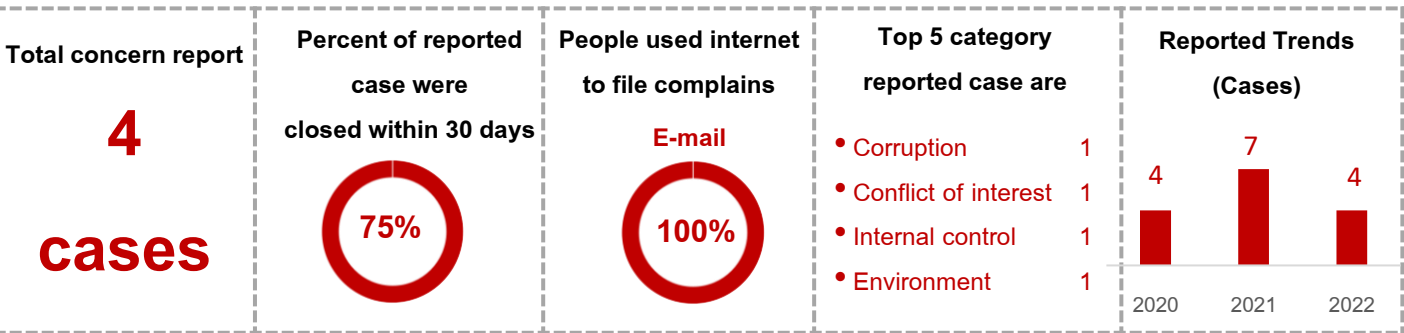 Total concern report
4
cases
Percent of reported
case were
closed within 30 days
75%
People used internet
to file complains
E-mail
100%
Top 5 category
reported case are
• Corruption 1
• Conflict of interest 1
• Internal control 1
• Environment 1
Reported Trends
(Cases)
4 7 4
2020 2021 2022